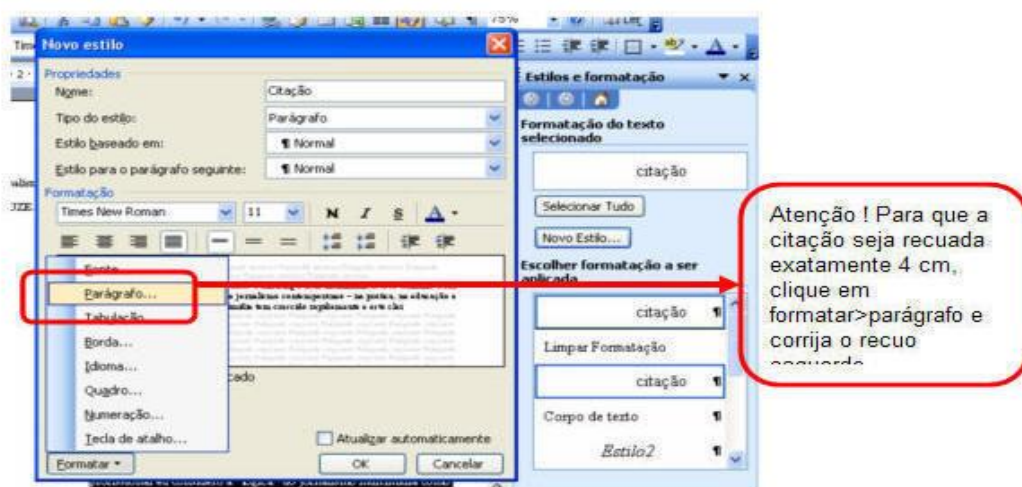 75%
Novo estilo
Propriedades
Nome: Citação
Tipo do estilo: Parágrafo
Estilo baseado em: ¶ Normal
Estilo para o parágrafo seguinte: ¶ Normal
Formatação
Times New Roman 11 N I S A
Fonte...
Parágrafo...
Tabulação...
Borda...
Idioma...
Quadro...
Numeração...
Tecla de atalho...
Atualizar automaticamente
Formatar
OK Cancelar
Estilos e formatação
Formatação do texto
selecionado
citação
Selecionar Tudo
Novo Estilo...
Escolher formatação a ser
aplicada
citação ¶
Limpar Formatação
citação ¶
Corpo de texto ¶
Estilo2 ¶
Atenção ! Para que a
citação seja recuada
exatamente 4 cm,
clique em
formatar>parágrafo e
corrija o recuo
esquerdo